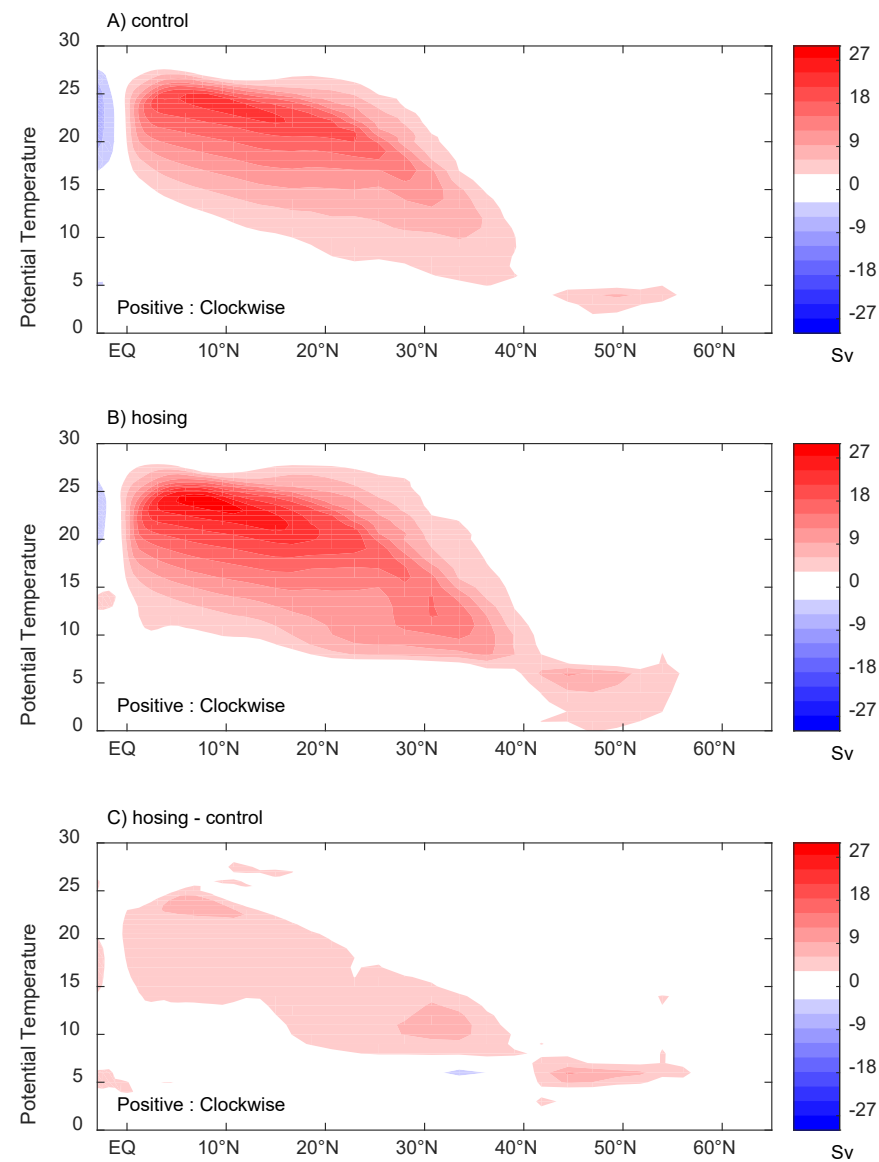 A) control
30
25
20
15
10
5
0
Potential Temperature
Positive : Clockwise
EQ 10°N 20°N 30°N 40°N 50°N 60°N
27
18
9
0
-9
-18
-27
Sv
B) hosing
30
25
20
15
10
5
0
Potential Temperature
Positive : Clockwise
EQ 10°N 20°N 30°N 40°N 50°N 60°N
27
18
9
0
-9
-18
-27
Sv
C) hosing - control
30
25
20
15
10
5
0
Potential Temperature
Positive : Clockwise
EQ 10°N 20°N 30°N 40°N 50°N 60°N
27
18
9
0
-9
-18
-27
Sv